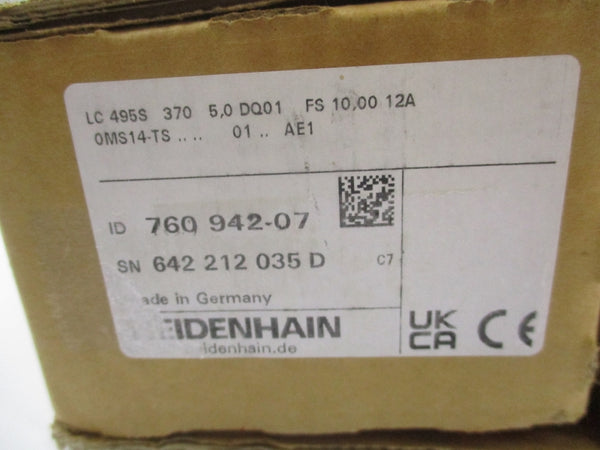 LC 495S 370 5,0 DQ01 FS 10,00 12A
0MS14-TS .. .. 01 .. AE1
ID 760 942-07
SN 642 212 035 D C7
ade in Germany
EIDENHAIN
idenhain.de
UK
CA CE